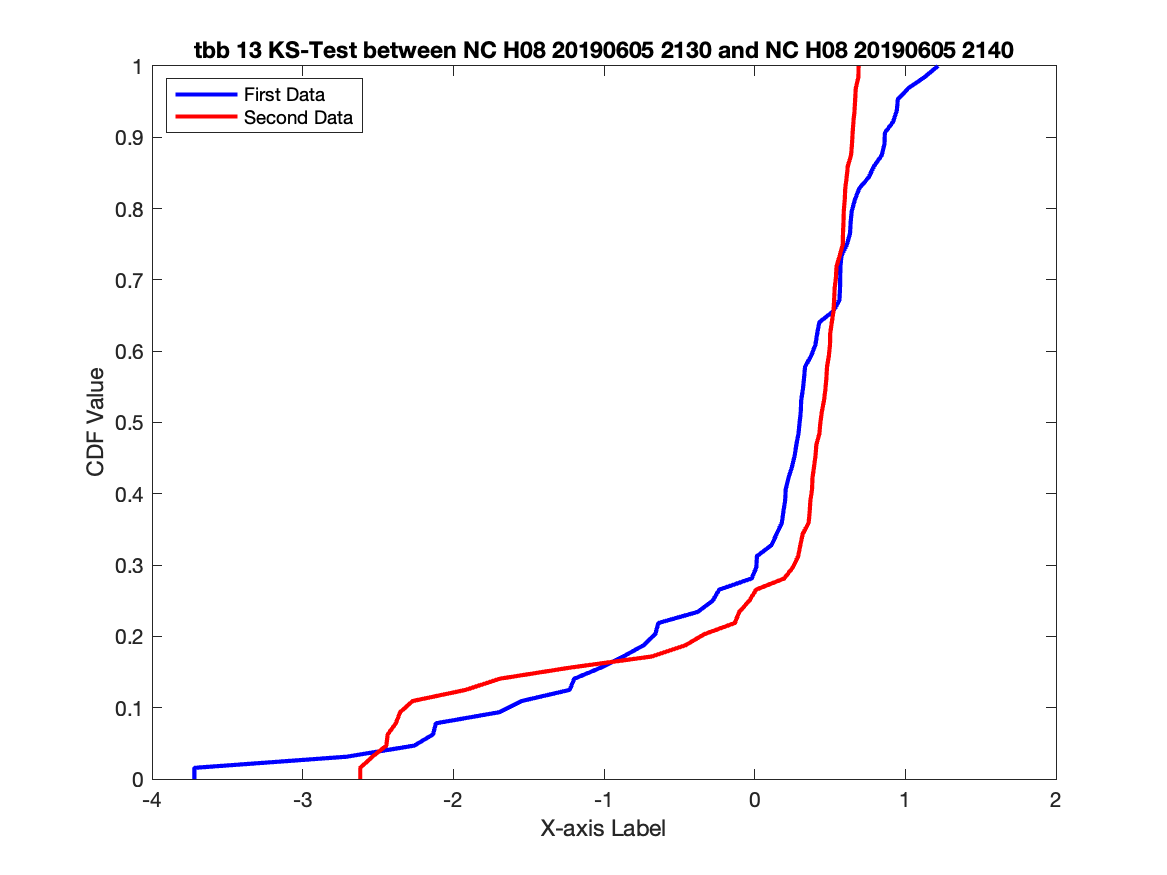 tbb 13 KS-Test between NC H08 20190605 2130 and NC H08 20190605 2140
First Data
Second Data
1
0.9
0.8
0.7
0.6
0.5
0.4
0.3
0.2
0.1
0
CDF Value
-4 -3 -2 -1 0 1 2
X-axis Label